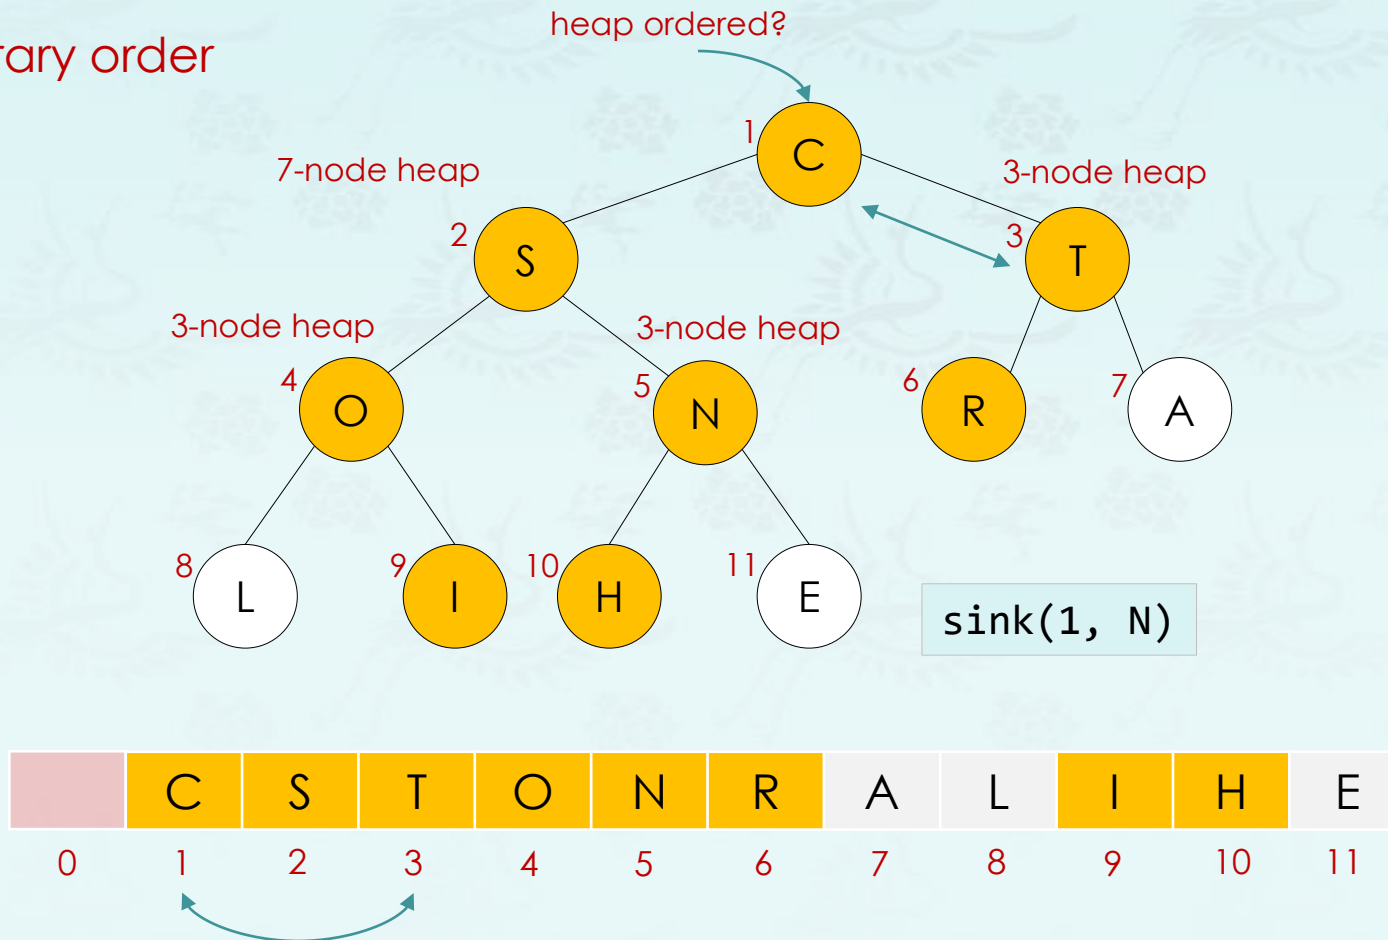 heap ordered?
rary order
1
C
7-node heap
3-node heap
2
S
3
T
3-node heap
3-node heap
4
O
5
N
6
R
7
A
8
L
9
I
10
H
11
E
sink(1, N)
C S T O N R A L I H E
0 1 2 3 4 5 6 7 8 9 10 11